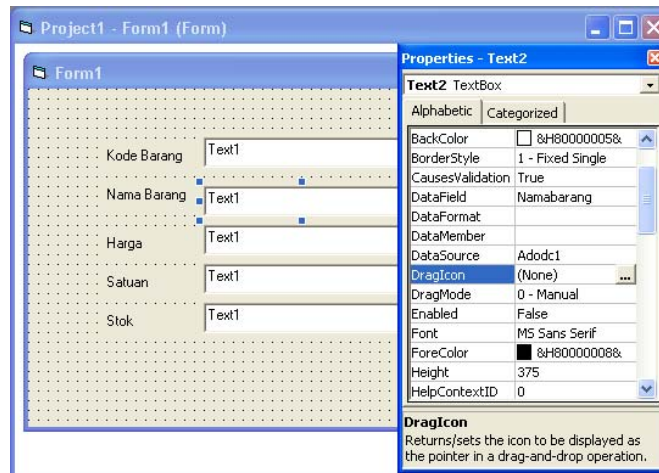 Project1 - Form1 (Form)
Form1
Kode Barang Text1
Nama Barang Text1
Harga Text1
Satuan Text1
Stok Text1
Properties - Text2
Text2 TextBox
Alphabetic Categorized
BackColor &H80000005&
BorderStyle 1 - Fixed Single
CausesValidation True
DataField Namabarang
DataFormat
DataMember
DataSource Adodc1
DragIcon (None) ...
DragMode 0 - Manual
Enabled False
Font MS Sans Serif
ForeColor &H80000008&
Height 375
HelpContextID 0
DragIcon
Returns/sets the icon to be displayed as
the pointer in a drag-and-drop operation.